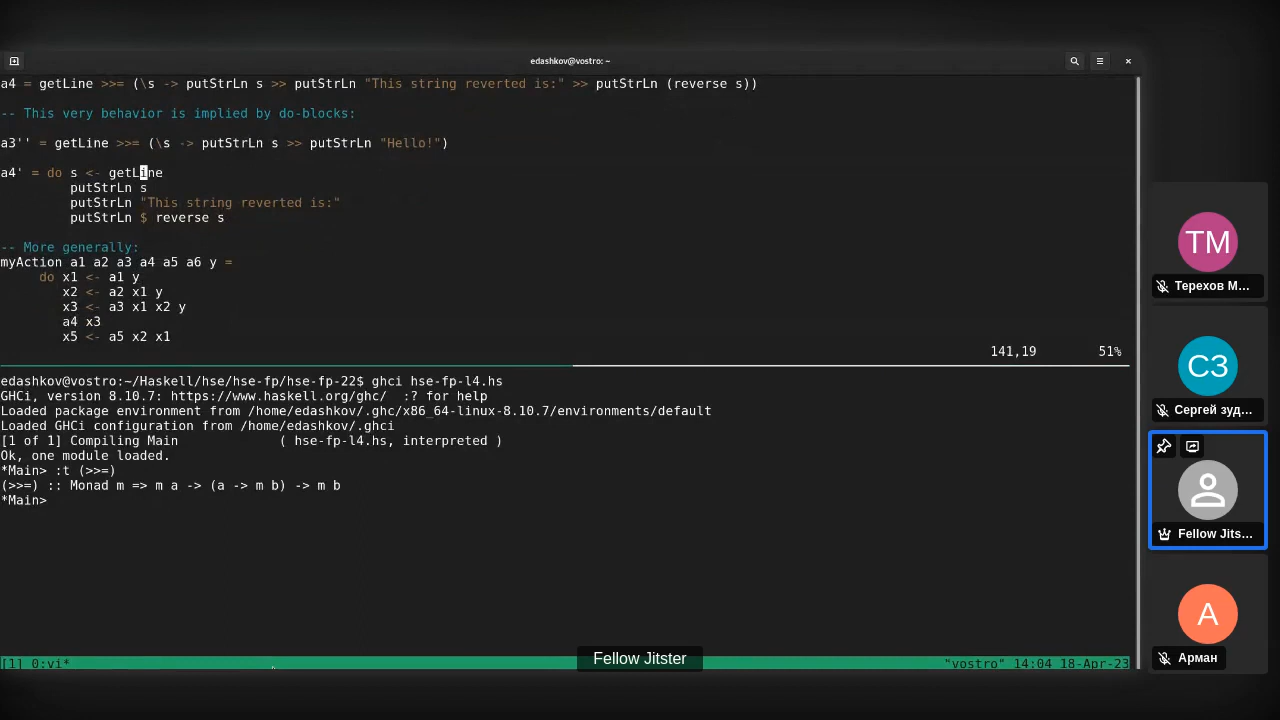 edashkov@vostro: ~
a4 = getLine >>= (\s -> putStrLn s >> putStrLn "This string reverted is:" >> putStrLn (reverse s))
-- This very behavior is implied by do-blocks:
a3'' = getLine >>= (\s -> putStrLn s >> putStrLn "Hello!")
a4' = do s <- getLine
putStrLn s
putStrLn "This string reverted is:"
putStrLn $ reverse s
-- More generally:
myAction a1 a2 a3 a4 a5 a6 y =
do x1 <- a1 y
x2 <- a2 x1 y
x3 <- a3 x1 x2 y
a4 x3
x5 <- a5 x2 x1
141,19 51%
edashkov@vostro:~/Haskell/hse/hse-fp/hse-fp-22$ ghci hse-fp-l4.hs
GHCi, version 8.10.7: https://www.haskell.org/ghc/  :? for help
Loaded package environment from /home/edashkov/.ghc/x86_64-linux-8.10.7/environments/default
Loaded GHCi configuration from /home/edashkov/.ghci
[1 of 1] Compiling Main             ( hse-fp-l4.hs, interpreted )
Ok, one module loaded.
*Main> :t (>>=)
(>>=) :: Monad m => m a -> (a -> m b) -> m b
*Main>
[1] 0:vi*
"vostro" 14:04 18-Apr-23
Fellow Jitster
TM
Терехов М...
СЗ
Сергей зуд...
Fellow Jits...
А
Арман